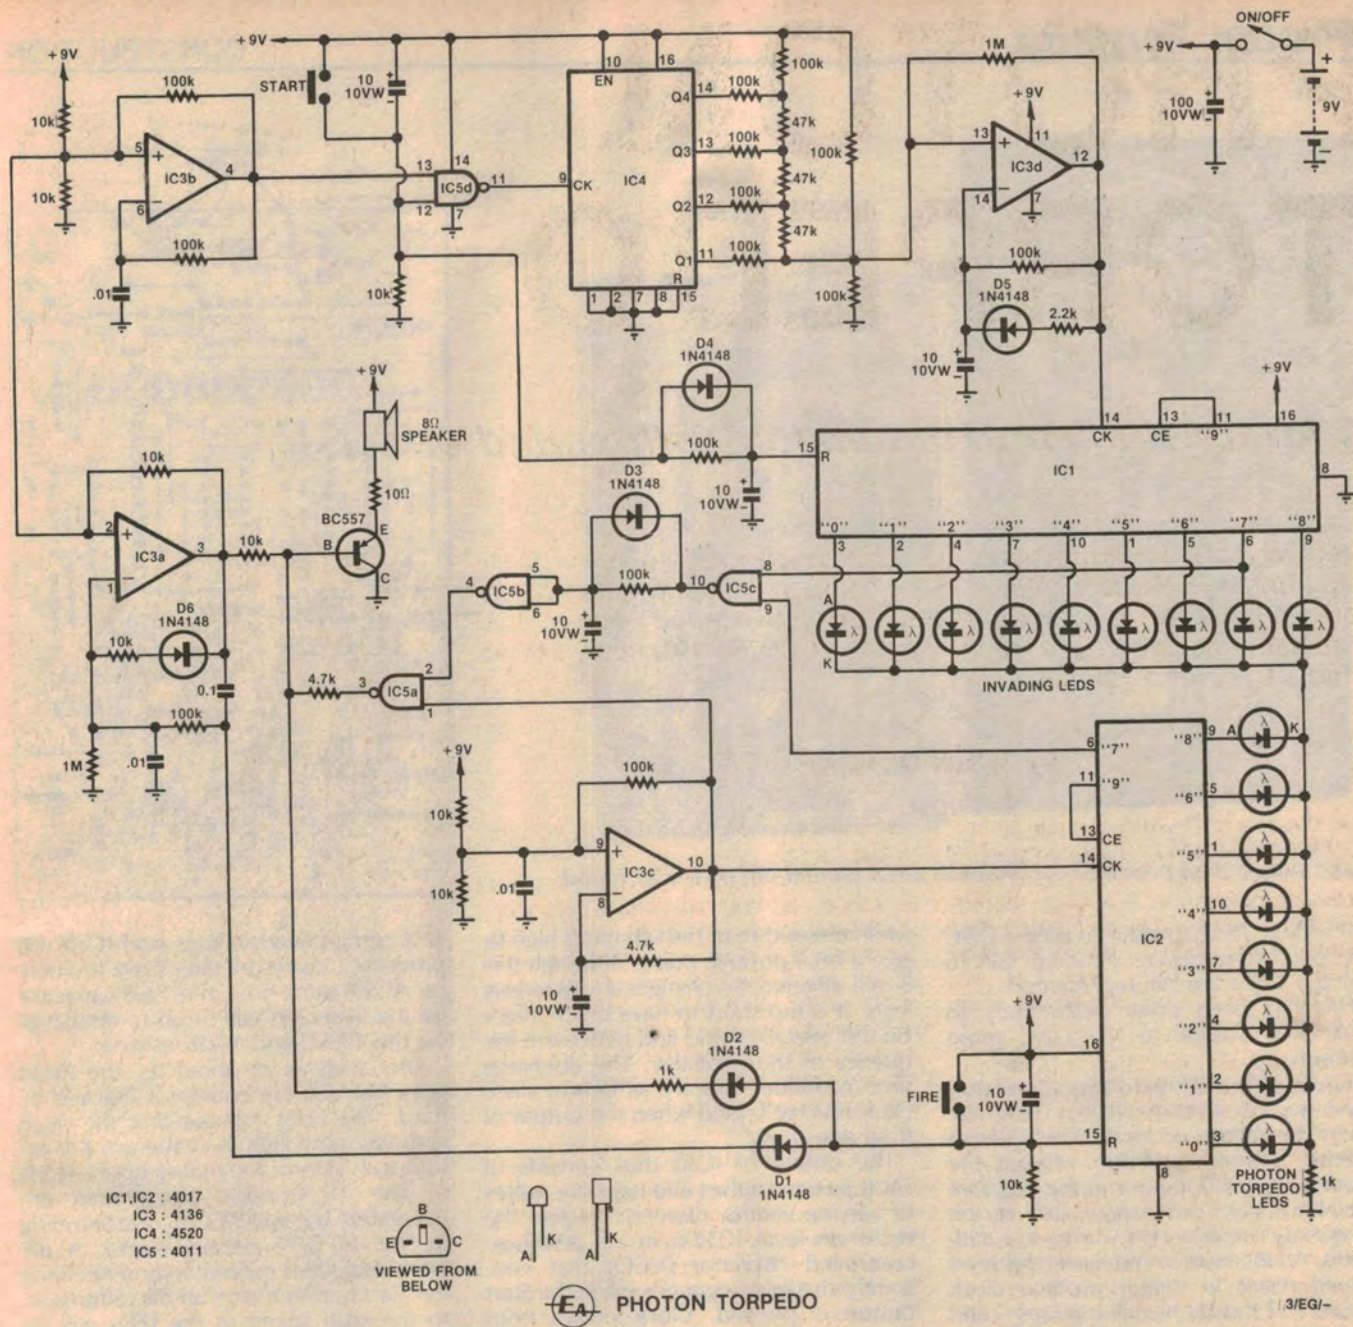 ON/OFF
+9V
+9V
1M
START
10
10VW
100k
10k
10
EN
16
14
Q4
100k
100k
47k
13
Q3
100k
47k
100k
12
Q2
100k
47k
11
Q1
100k
R
1 2 7 8 15
IC4
9
CK
100k
+9V
13
+
11
IC3d
12
14
−
7
100k
D5
1N4148
2.2k
10
10VW
100
10VW
+
9V
−
5
+
IC3b
4
6
−
10k
100k
.01
13
14
IC5d
11
12
7
10k
+9V
8Ω
SPEAKER
10Ω
BC557
E
B
C
10k
2
+
IC3a
3
1
−
10k
D6
1N4148
10k
0.1
100k
1M
.01
D4
1N4148
100k
10
10VW
D3
1N4148
100k
10
10VW
4
IC5b
5
6
10
IC5c
8
9
15
R
14
CK
13
CE
11
"9"
+9V
16
IC1
8
"0" "1" "2" "3" "4" "5" "6" "7" "8"
3 2 4 7 10 1 5 6 9
A
K
λ λ λ λ λ λ λ λ λ
INVADING LEDS
4.7k
3
IC5a
2
1
+9V
10k
10k
.01
100k
9
+
IC3c
10
8
−
4.7k
10
10VW
6
"7"
11
"9"
13
CE
14
CK
IC2
"8" 9
A λ K
"6" 5
λ
"5" 1
λ
"4" 10
λ
"3" 7
λ
"2" 4
λ
"1" 2
λ
"0" 3
λ
16
15
R
8
PHOTON
TORPEDO
LEDS
1k
+9V
FIRE
10
10VW
10k
1k
D2
1N4148
D1
1N4148
IC1,IC2 : 4017
IC3 : 4136
IC4 : 4520
IC5 : 4011
B
E
C
VIEWED FROM
BELOW
A
K
A
K
EA PHOTON TORPEDO
3/EG/–